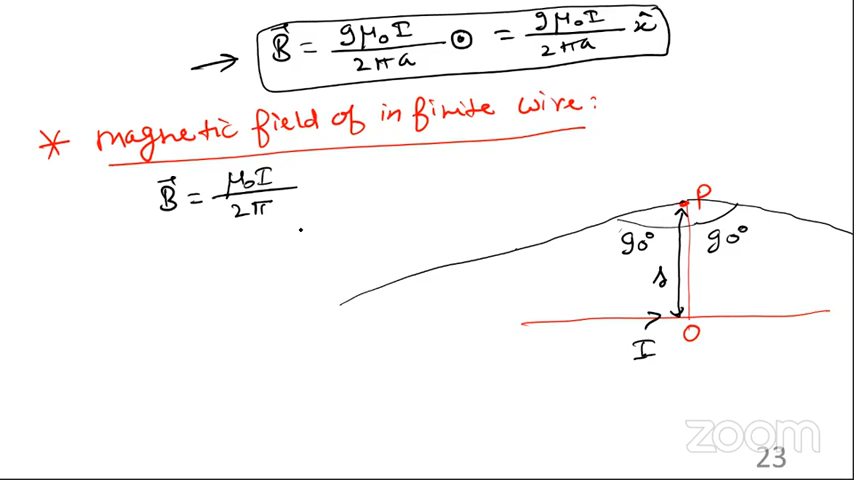 → B⃗ = 9μ₀I / 2πa ⊙ = 9μ₀I / 2πa x̂
* magnetic field of infinite wire:
B⃗ = μ₀I / 2π
P
90° 90°
s
I
O
zoom
23